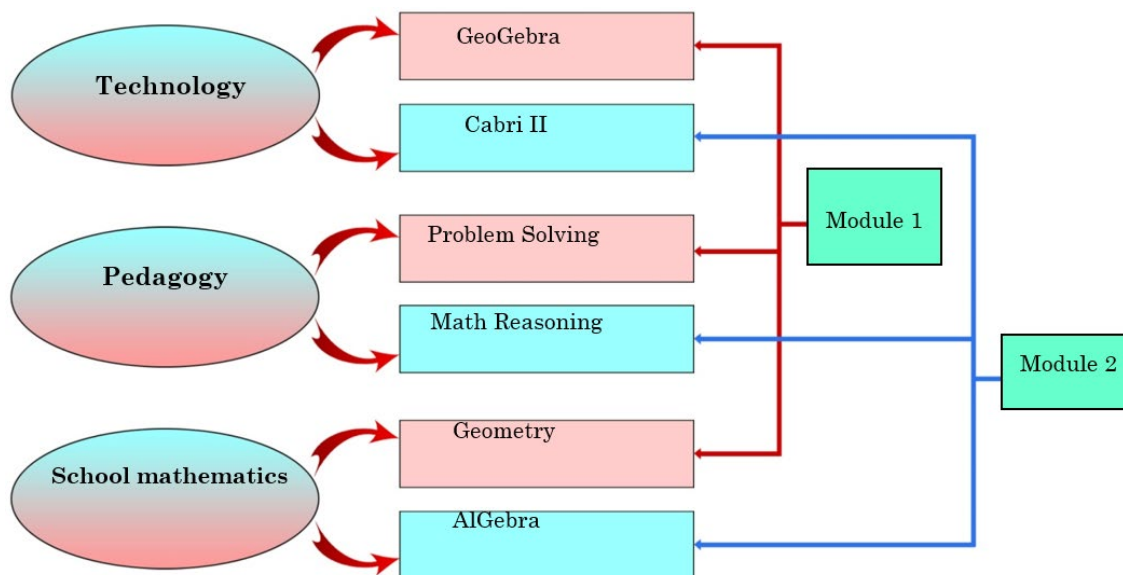 Technology
GeoGebra
Cabri II
Pedagogy
Problem Solving
Math Reasoning
School mathematics
Geometry
AlGebra
Module 1
Module 2